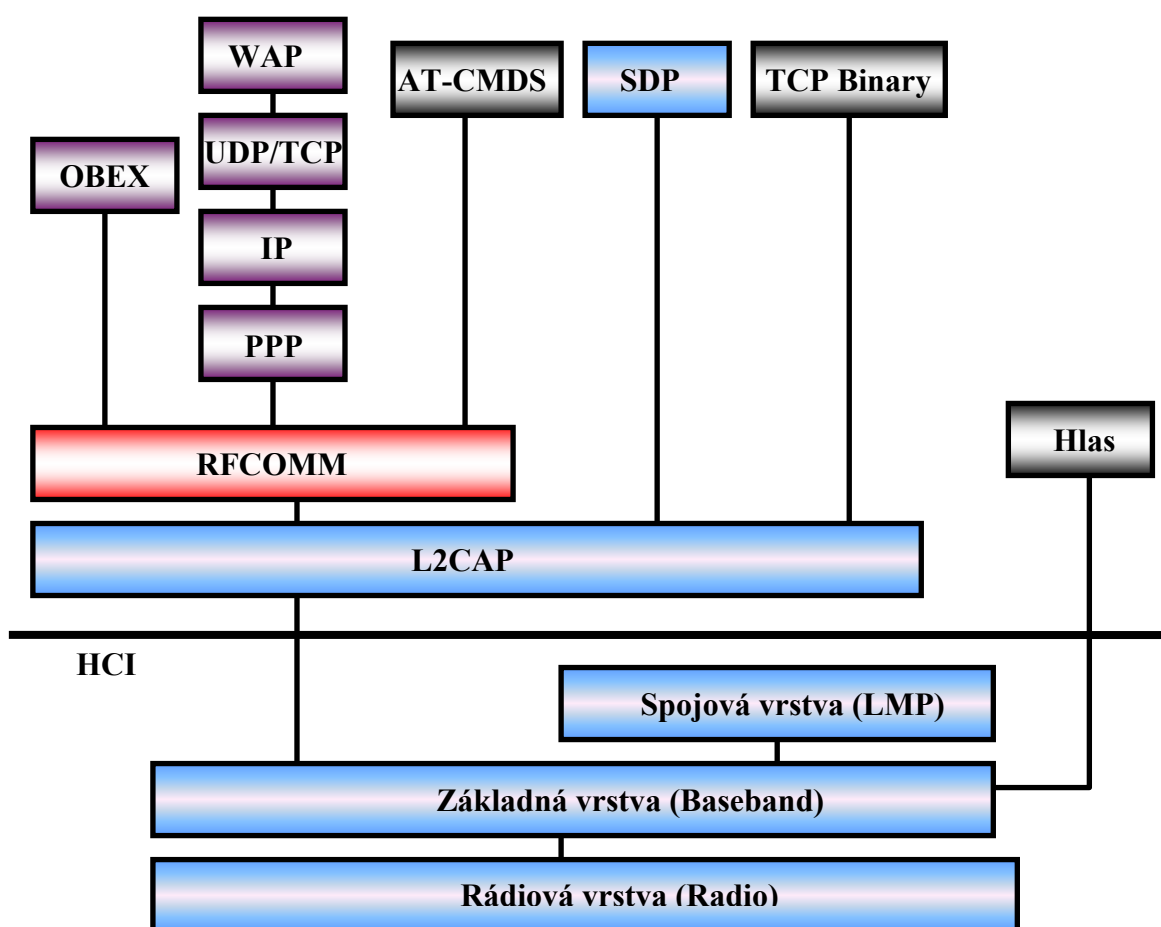 WAP
AT-CMDS
SDP
TCP Binary
UDP/TCP
OBEX
IP
PPP
Hlas
RFCOMM
L2CAP
HCI
Spojová vrstva (LMP)
Základná vrstva (Baseband)
Rádiová vrstva (Radio)